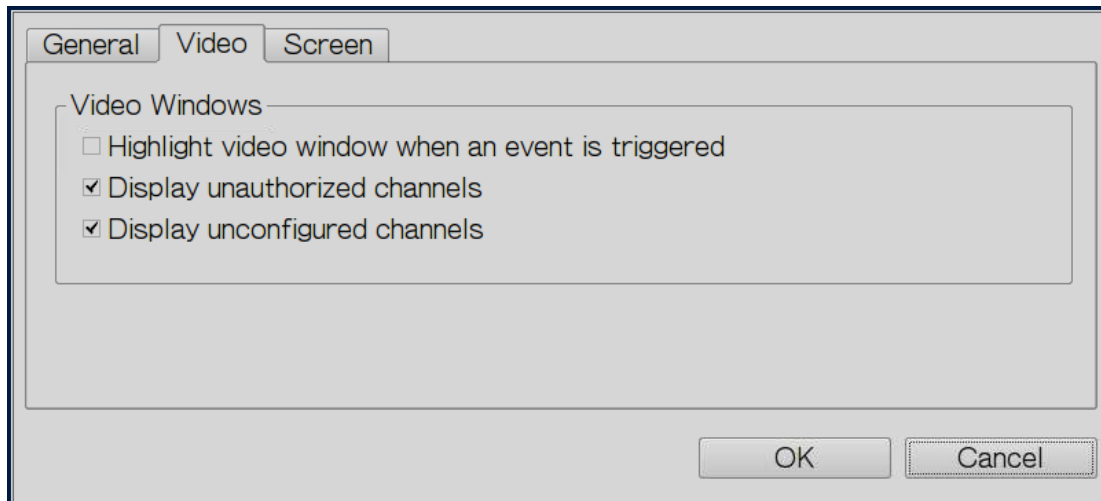 General Video Screen
Video Windows
Highlight video window when an event is triggered
Display unauthorized channels
Display unconfigured channels
OK Cancel